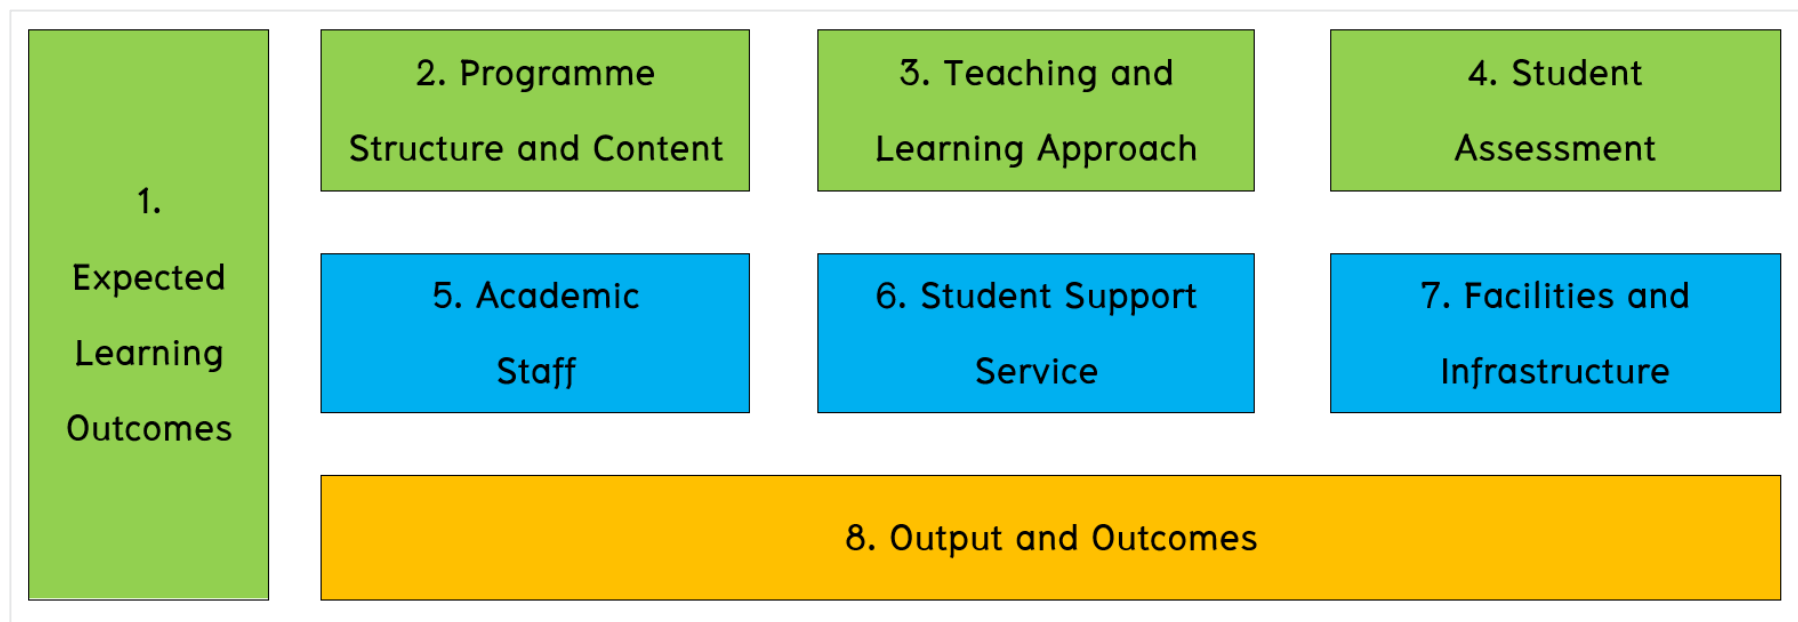 1.
Expected
Learning
Outcomes
2. Programme
Structure and Content
3. Teaching and
Learning Approach
4. Student
Assessment
5. Academic
Staff
6. Student Support
Service
7. Facilities and
Infrastructure
8. Output and Outcomes